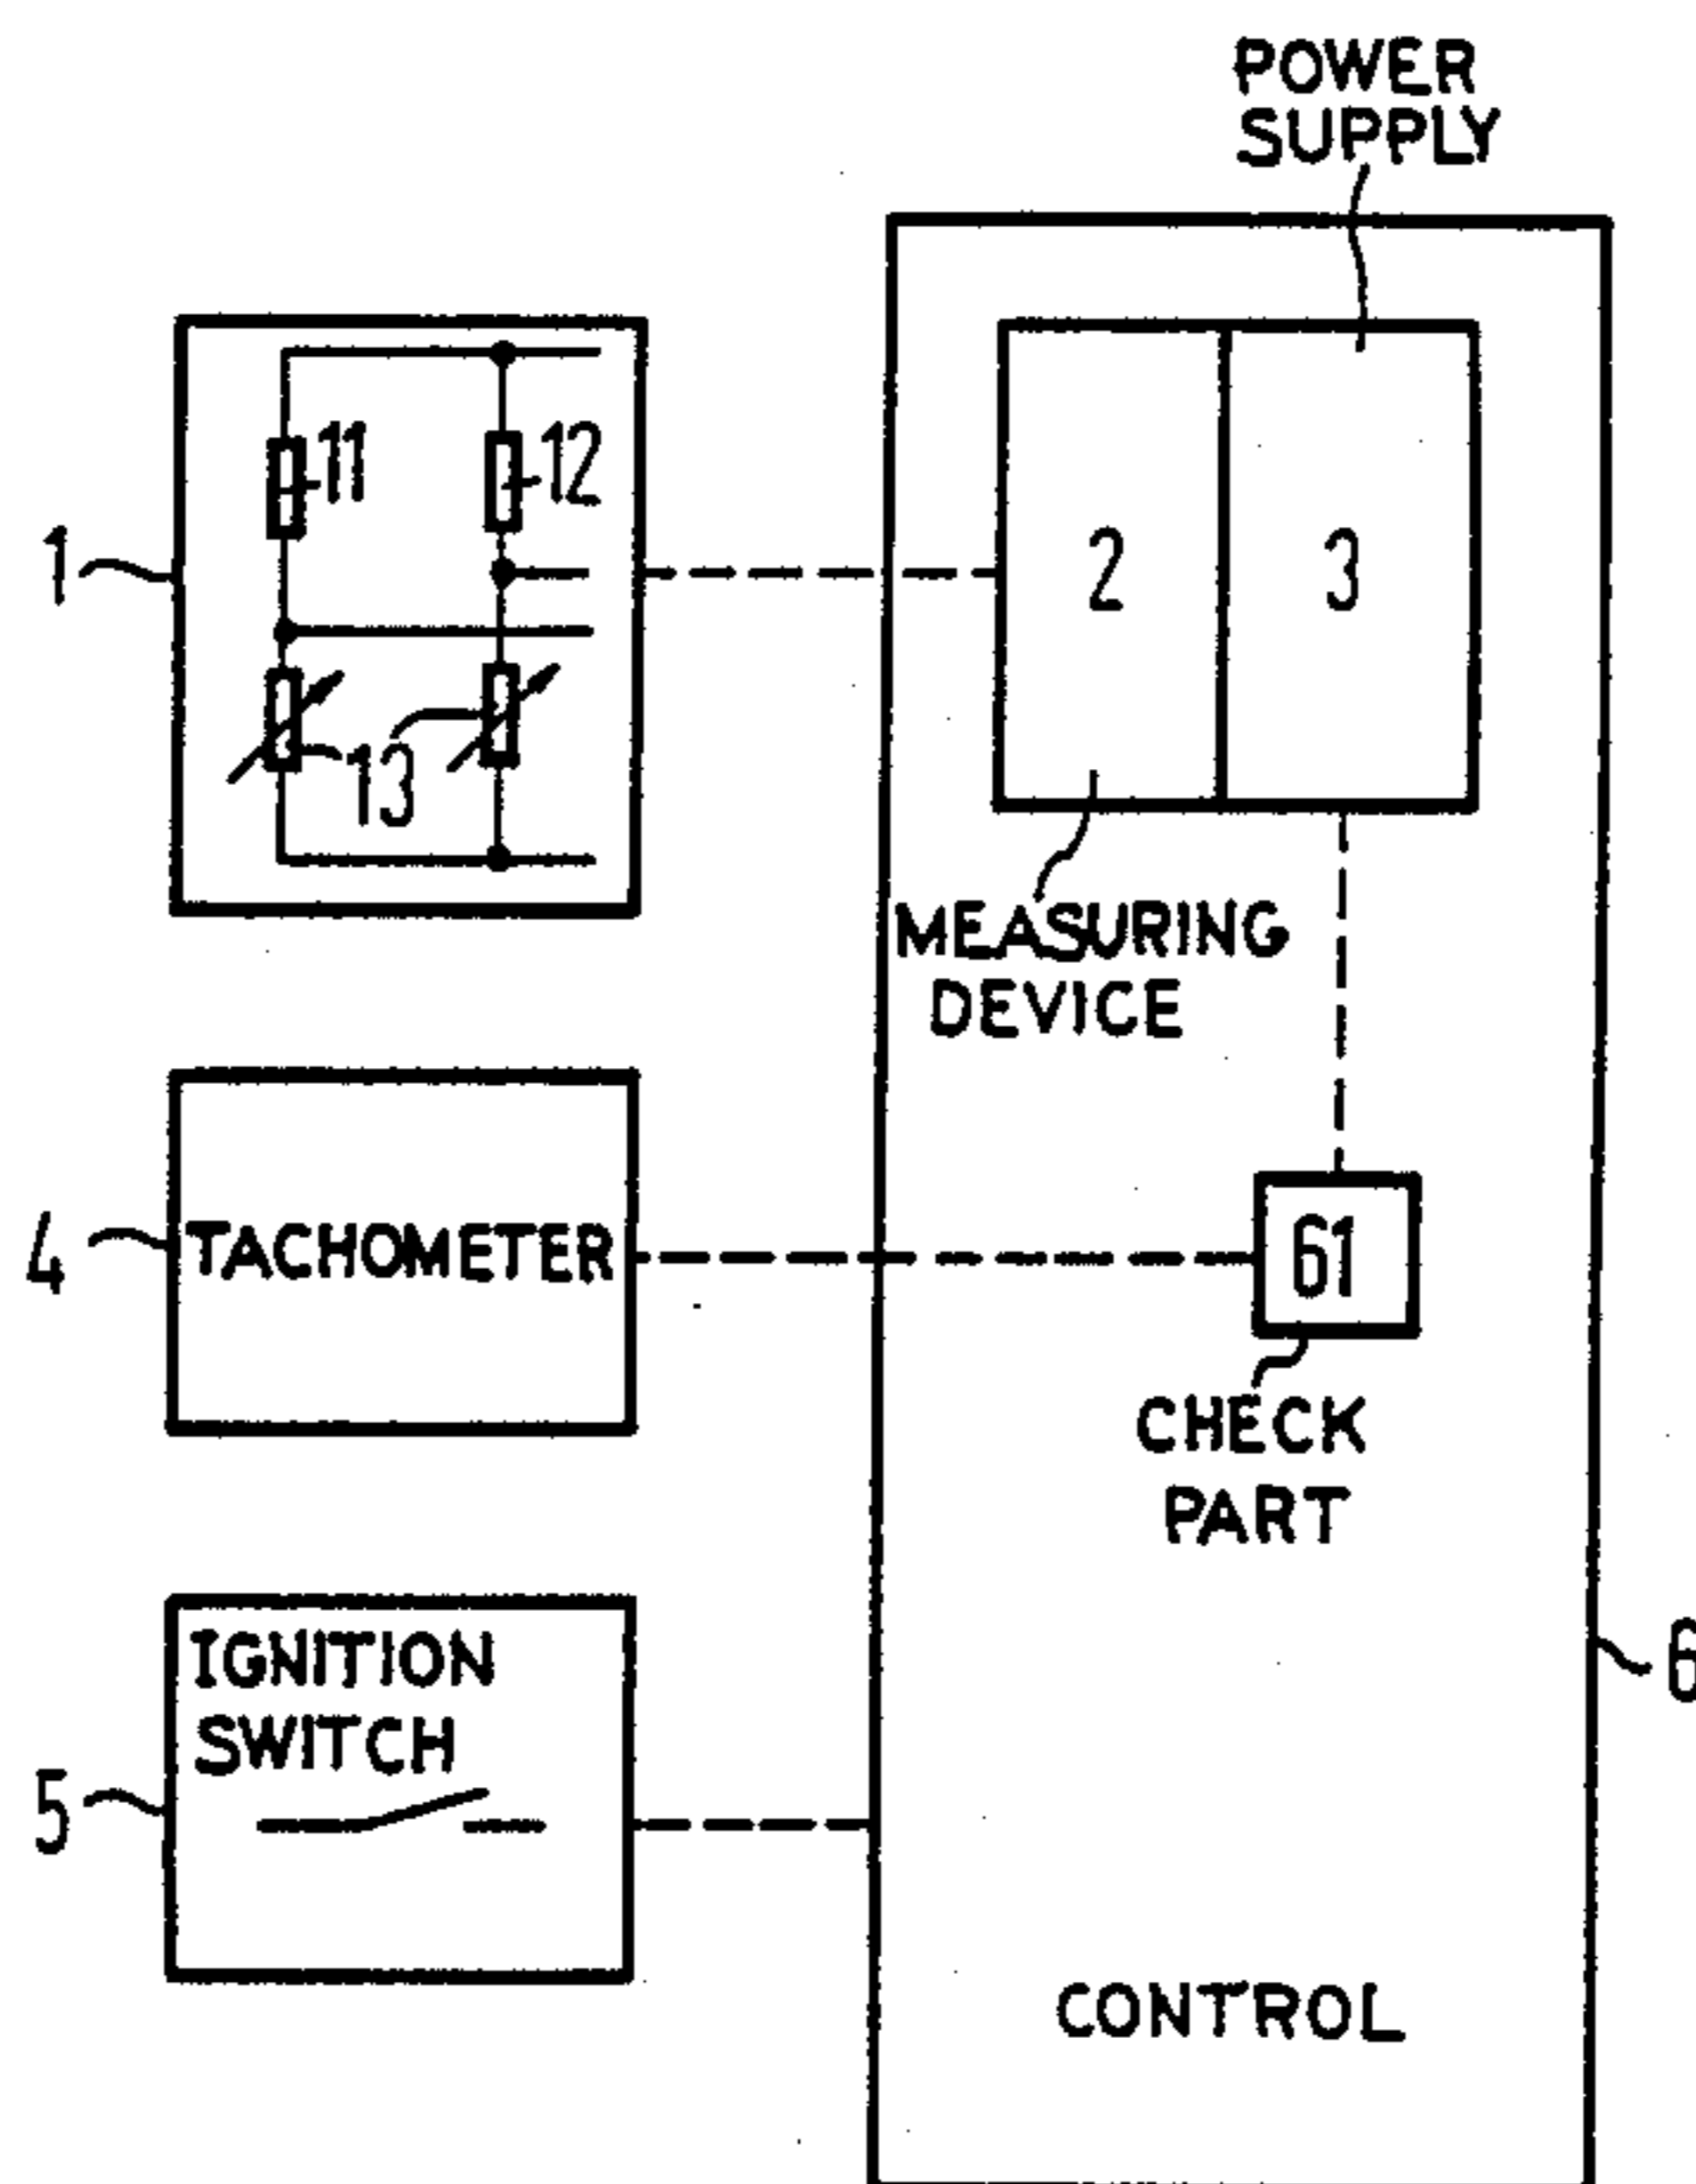 POWER
SUPPLY
11
12
1
2
3
13
MEASURING
DEVICE
4
TACHOMETER
61
CHECK
PART
IGNITION
SWITCH
6
5
CONTROL